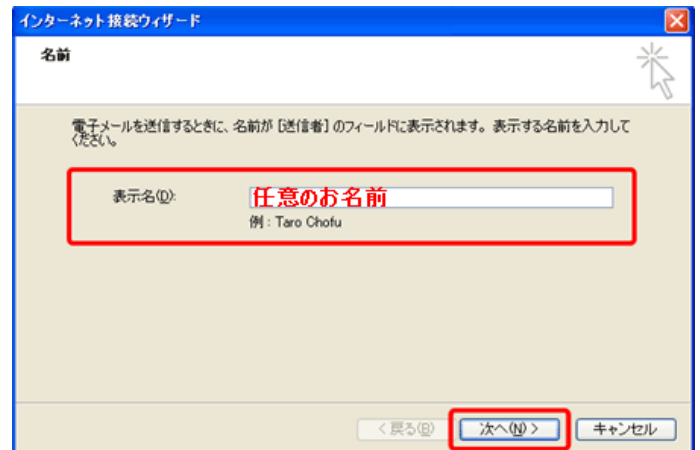 インターネット接続ウィザード
名前
電子メールを送信するときに、名前が [送信者] のフィールドに表示されます。表示する名前を入力して
ください。
表示名(D): 任意のお名前
例 : Taro Chofu
< 戻る(B) 次へ(N) > キャンセル